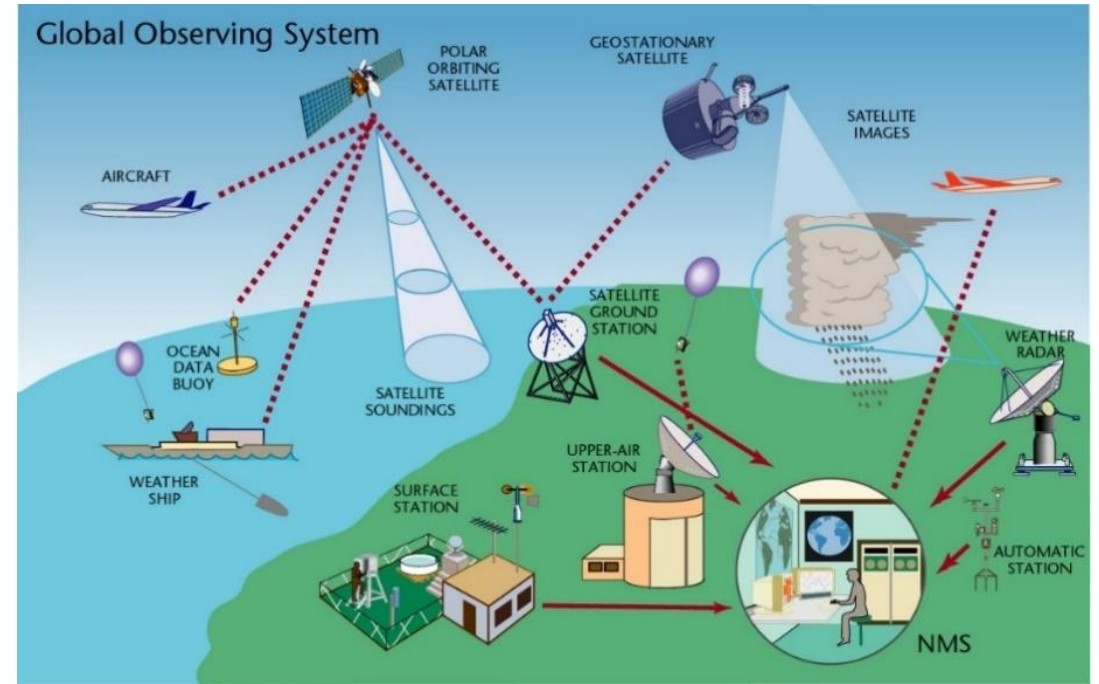 Global Observing System
POLAR
ORBITING
SATELLITE
GEOSTATIONARY
SATELLITE
SATELLITE
IMAGES
AIRCRAFT
SATELLITE
GROUND
STATION
WEATHER
RADAR
OCEAN
DATA
BUOY
SATELLITE
SOUNDINGS
UPPER-AIR
STATION
WEATHER
SHIP
SURFACE
STATION
AUTOMATIC
STATION
NMS